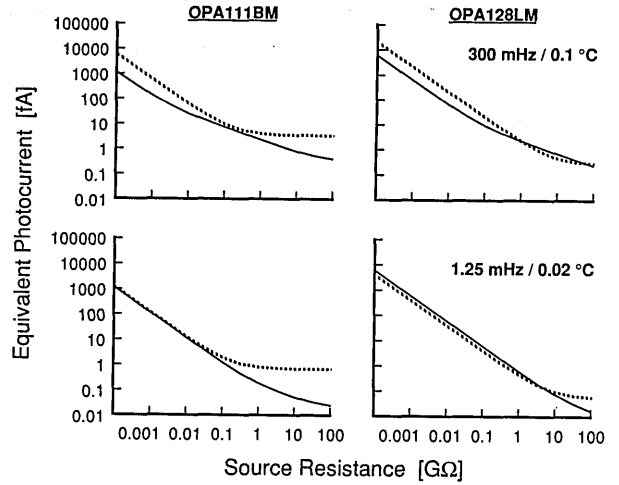 OPA111BM
OPA128LM
100000
10000
1000
100
10
1
0.1
0.01
300 mHz / 0.1 °C
100000
10000
1000
100
10
1
0.1
0.01
1.25 mHz / 0.02 °C
Equivalent Photocurrent [fA]
0.001 0.01 0.1 1 10 100
0.001 0.01 0.1 1 10 100
Source Resistance [GΩ]